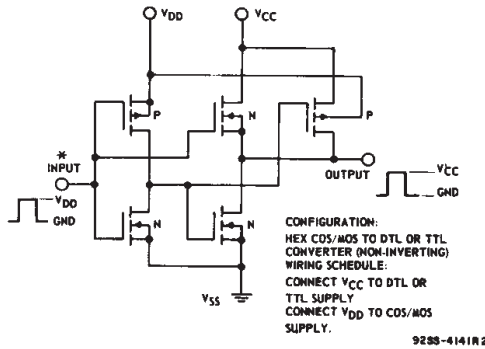 VDD
VCC
P
N
P
*
INPUT
VDD
GND
OUTPUT
VCC
GND
N
N
VSS
CONFIGURATION:
HEX COS/MOS TO DTL OR TTL
CONVERTER (NON-INVERTING)
WIRING SCHEDULE:
CONNECT VCC TO DTL OR
TTL SUPPLY
CONNECT VDD TO COS/MOS
SUPPLY.
92SS-4141R2